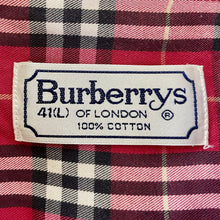 Burberrys
41(L) OF LONDON ®
100% COTTON